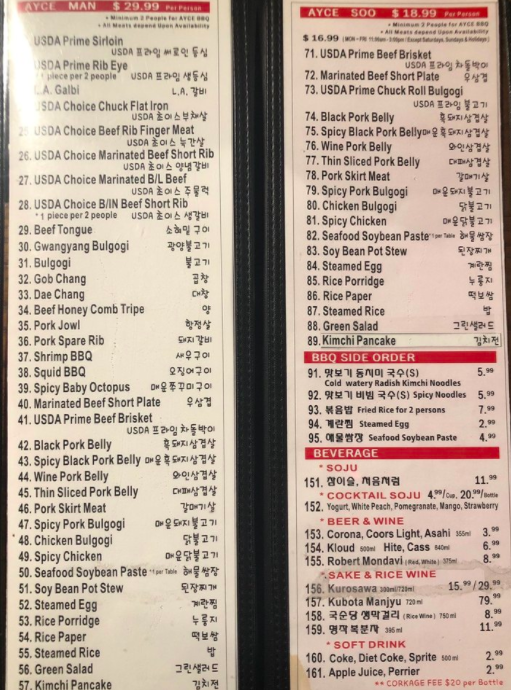 AYCE MAN $ 29.99 Per Person
* Minimum 2 People for AYCE BBQ
* All Meats depend Upon Availability
USDA Prime Sirloin
USDA 프라임 써로인 등심
USDA Prime Rib Eye
* 1 piece per 2 people USDA 프라임 생등심
L.A. Galbi L.A. 갈비
USDA Choice Chuck Flat Iron
USDA 초이스 부채살
25. USDA Choice Beef Rib Finger Meat
USDA 초이스 늑간살
26. USDA Choice Marinated Beef Short Rib
USDA 초이스 양념갈비
27. USDA Choice Marinated B/L Beef
USDA 초이스 주물럭
28. USDA Choice B/IN Beef Short Rib
* 1 piece per 2 people USDA 초이스 생갈비
29. Beef Tongue 소혀밑 구이
30. Gwangyang Bulgogi 광양불고기
31. Bulgogi 불고기
32. Gob Chang 곱창
33. Dae Chang 대창
34. Beef Honey Comb Tripe 양
35. Pork Jowl 항정살
36. Pork Spare Rib 돼지갈비
37. Shrimp BBQ 새우구이
38. Squid BBQ 오징어구이
39. Spicy Baby Octopus 매운쭈꾸미구이
40. Marinated Beef Short Plate 우삼겹
41. USDA Prime Beef Brisket
USDA 프라임 차돌박이
42. Black Pork Belly 흑돼지삼겹살
43. Spicy Black Pork Belly 매운흑돼지삼겹살
44. Wine Pork Belly 와인삼겹살
45. Thin Sliced Pork Belly 대패삼겹살
46. Pork Skirt Meat 갈매기살
47. Spicy Pork Bulgogi 매운돼지불고기
48. Chicken Bulgogi 닭불고기
49. Spicy Chicken 매운닭불고기
50. Seafood Soybean Paste *1 per Table 해물쌈장
51. Soy Bean Pot Stew 된장찌개
52. Steamed Egg 계란찜
53. Rice Porridge 누룽지
54. Rice Paper 떡보쌈
55. Steamed Rice 밥
56. Green Salad 그린샐러드
57. Kimchi Pancake 김치전
AYCE SOO $ 18.99 Per Person
* Minimum 2 People for AYCE BBQ
* All Meats depend Upon Availability
$ 16.99 (MON - FRI 11:00am - 3:00pm / Except Saturdays, Sundays & Holidays)
71. USDA Prime Beef Brisket
USDA 프라임 차돌박이
72. Marinated Beef Short Plate 우삼겹
73. USDA Prime Chuck Roll Bulgogi
USDA 프라임 불고기
74. Black Pork Belly 흑돼지삼겹살
75. Spicy Black Pork Belly 매운흑돼지삼겹살
76. Wine Pork Belly 와인삼겹살
77. Thin Sliced Pork Belly 대패삼겹살
78. Pork Skirt Meat 갈매기살
79. Spicy Pork Bulgogi 매운돼지불고기
80. Chicken Bulgogi 닭불고기
81. Spicy Chicken 매운닭불고기
82. Seafood Soybean Paste *1 per Table 해물쌈장
83. Soy Bean Pot Stew 된장찌개
84. Steamed Egg 계란찜
85. Rice Porridge 누룽지
86. Rice Paper 떡보쌈
87. Steamed Rice 밥
88. Green Salad 그린샐러드
89. Kimchi Pancake 김치전
BBQ SIDE ORDER
91. 맛보기 동치미 국수(S) 5.99
Cold watery Radish Kimchi Noodles
92. 맛보기 비빔 국수(S) Spicy Noodles 5.99
93. 볶음밥 Fried Rice for 2 persons 7.99
94. 계란찜 Steamed Egg 2.99
95. 해물쌈장 Seafood Soybean Paste 4.99
BEVERAGE
* SOJU
151. 참이슬, 처음처럼 11.99
* COCKTAIL SOJU 4.99/Cup, 20.99/Bottle
152. Yogurt, White Peach, Pomegranate, Mango, Strawberry
* BEER & WINE
153. Corona, Coors Light, Asahi 355ml 3.99
154. Kloud 500ml Hite, Cass 640ml 6.99
155. Robert Mondavi (Red, White) 375ml 8.99
* SAKE & RICE WINE
156. Kurosawa 300ml/720ml 15.99 / 29.99
157. Kubota Manjyu 720 ml 79.99
158. 국순당 생막걸리 (Rice Wine) 750 ml 8.99
159. 명작 복분자 395 ml 11.99
* SOFT DRINK
160. Coke, Diet Coke, Sprite 500 ml 2.99
161. Apple Juice, Perrier 2.99
** CORKAGE FEE $20 per Bottle